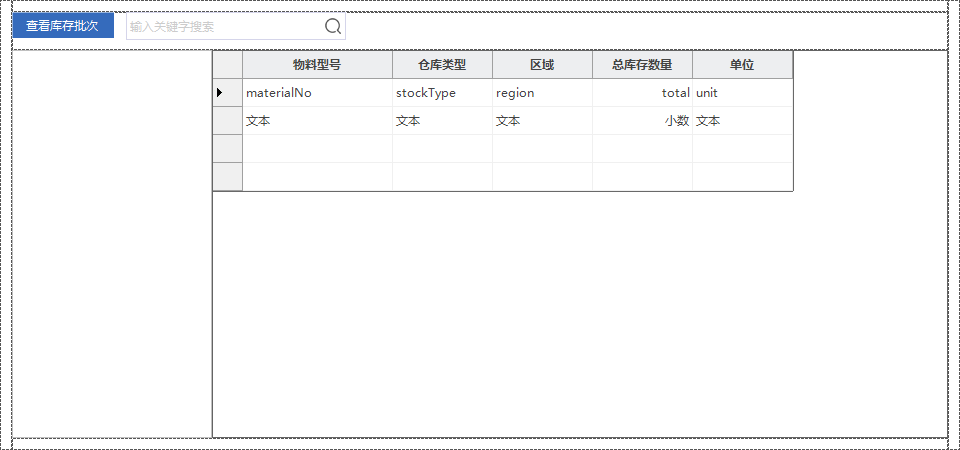 查看库存批次 输入关键字搜索
物料型号 仓库类型 区域 总库存数量 单位
materialNo stockType region total unit
文本 文本 文本 小数 文本